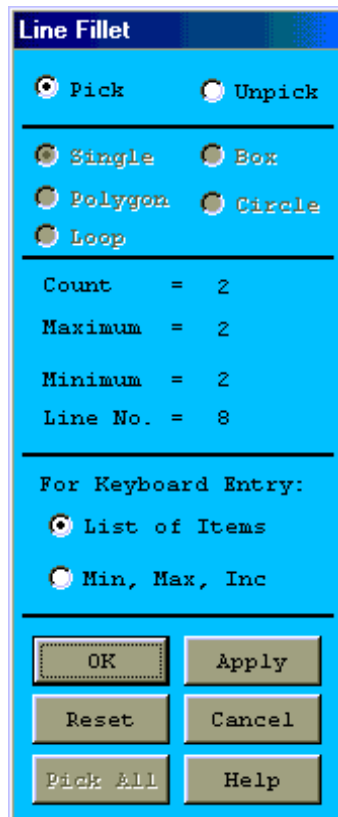 Line Fillet
Pick Unpick
Single Box
Polygon Circle
Loop
Count = 2
Maximum = 2
Minimum = 2
Line No. = 8
For Keyboard Entry:
List of Items
Min, Max, Inc
OK Apply
Reset Cancel
Pick All Help